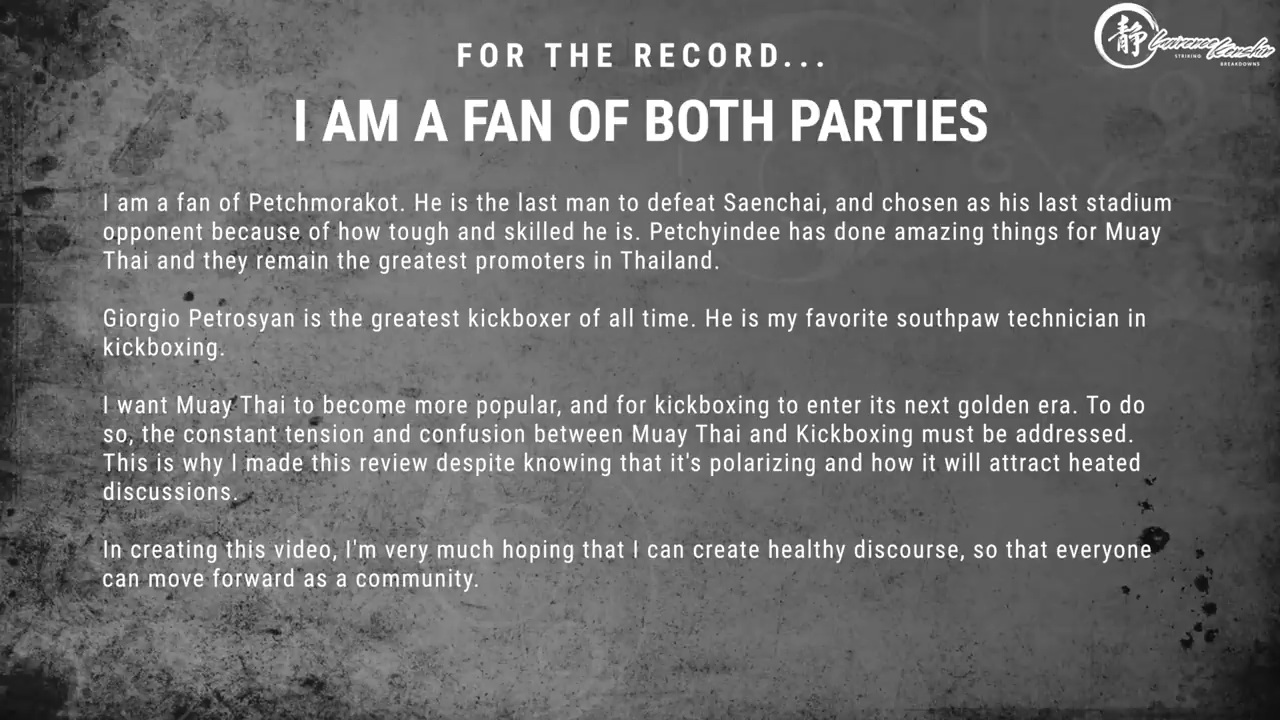 静 Lawrence Kenshin
STRIKING BREAKDOWNS
FOR THE RECORD...
I AM A FAN OF BOTH PARTIES
I am a fan of Petchmorakot. He is the last man to defeat Saenchai, and chosen as his last stadium
opponent because of how tough and skilled he is. Petchyindee has done amazing things for Muay
Thai and they remain the greatest promoters in Thailand.
Giorgio Petrosyan is the greatest kickboxer of all time. He is my favorite southpaw technician in
kickboxing.
I want Muay Thai to become more popular, and for kickboxing to enter its next golden era. To do
so, the constant tension and confusion between Muay Thai and Kickboxing must be addressed.
This is why I made this review despite knowing that it's polarizing and how it will attract heated
discussions.
In creating this video, I'm very much hoping that I can create healthy discourse, so that everyone
can move forward as a community.